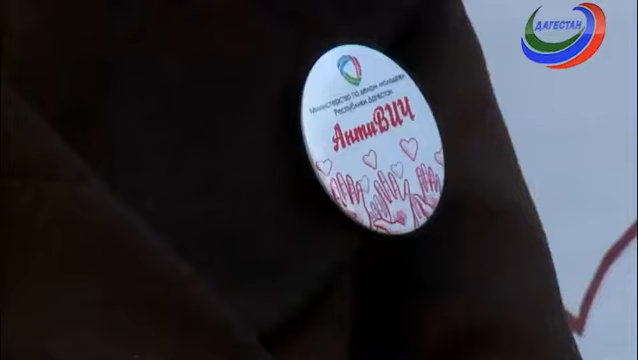 ДАГЕСТАН
Министерство по делам молодежи
Республики Дагестан
АнтиВИЧ